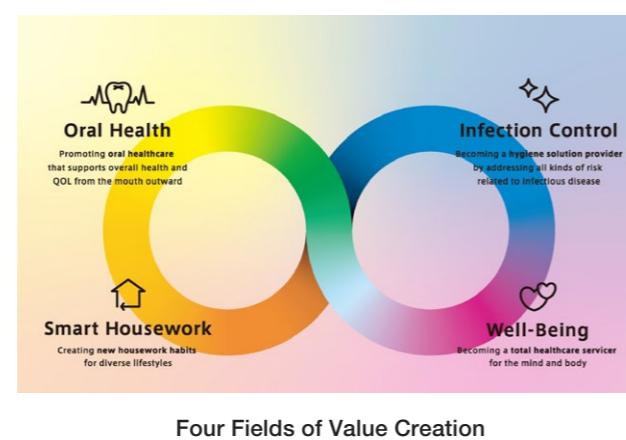 Oral Health
Promoting oral healthcare
that supports overall health and
QOL from the mouth outward
Infection Control
Becoming a hygiene solution provider
by addressing all kinds of risk
related to infectious disease
Smart Housework
Creating new housework habits
for diverse lifestyles
Well-Being
Becoming a total healthcare servicer
for the mind and body
Four Fields of Value Creation